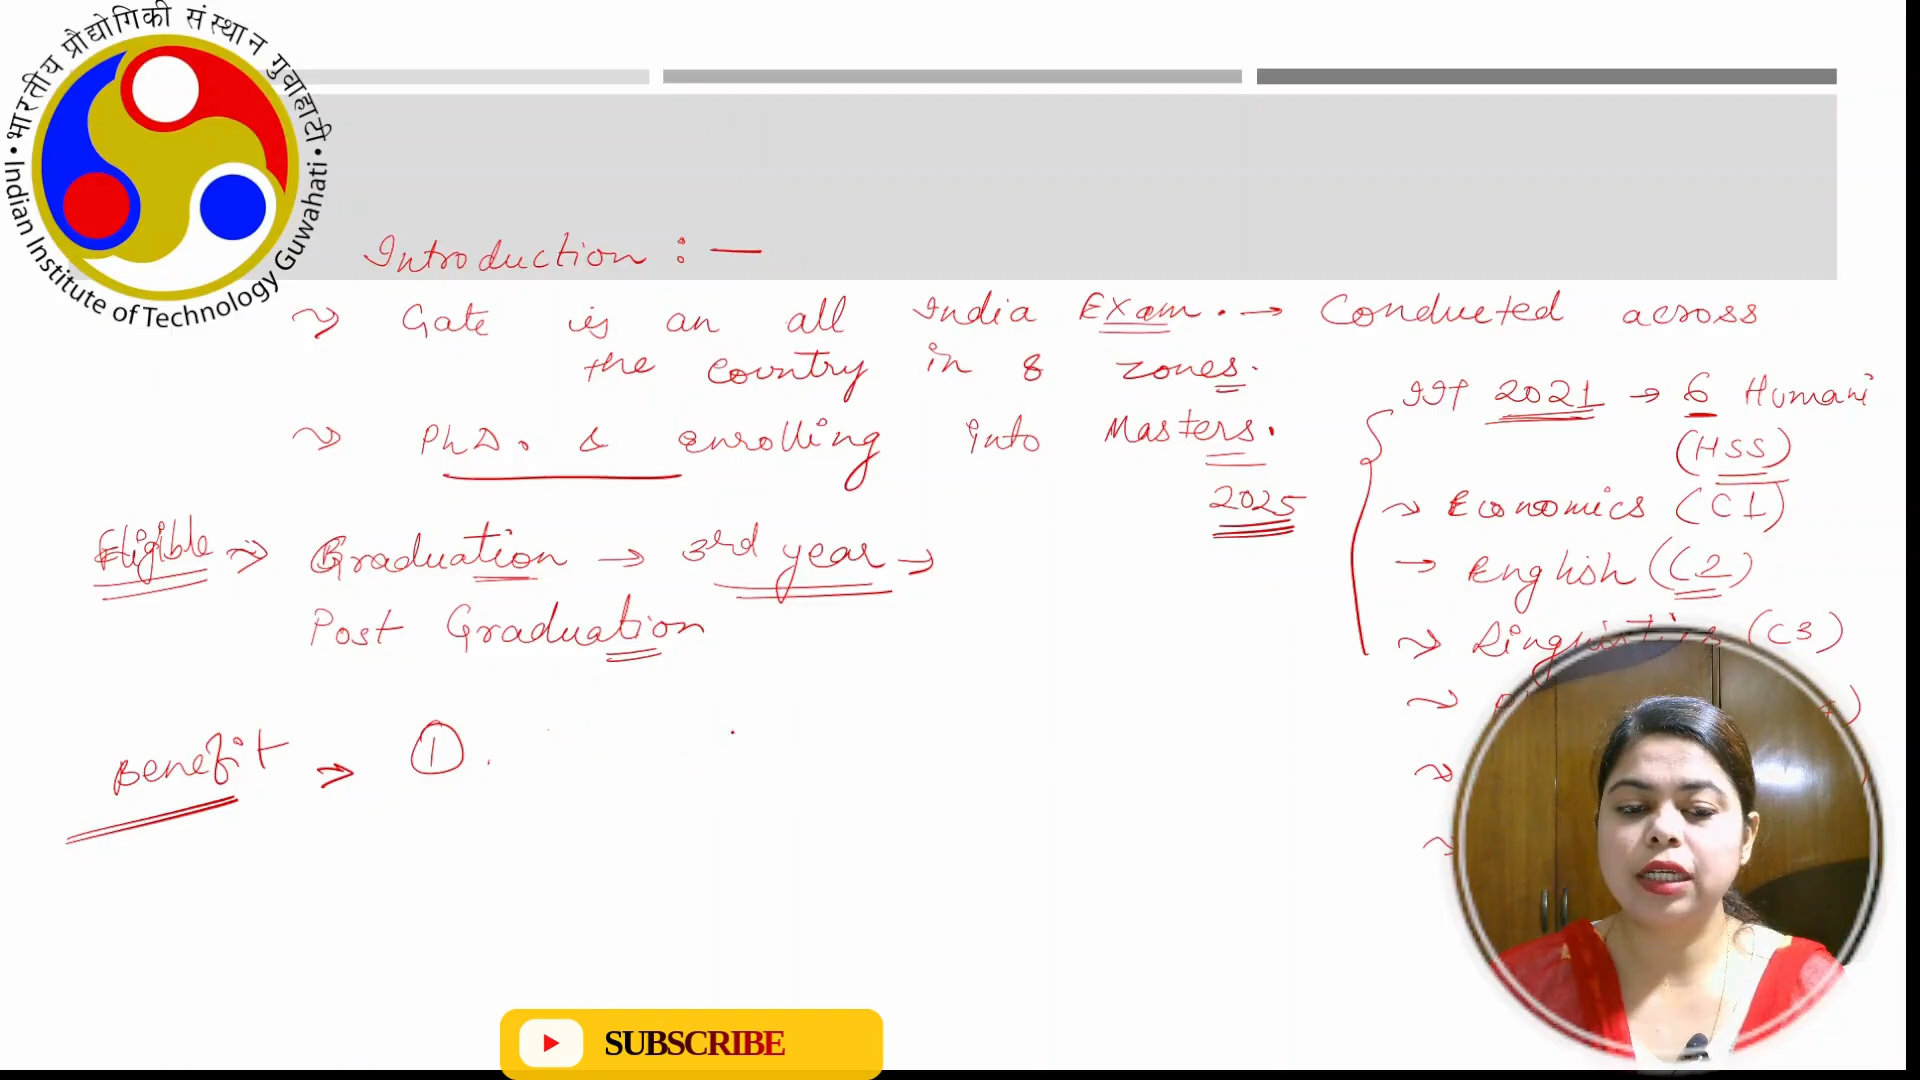 भारतीय प्रौद्योगिकी संस्थान गुवाहाटी
Indian Institute of Technology Guwahati
Introduction : —
Gate is an all India Exam. → Conducted across
the country in 8 zones.
PhD. & enrolling into Masters.
2025
IIT 2021 → 6 Humani
(HSS)
→ Economics (C1)
→ English (C2)
→ Linguistics (C3)
Eligible → Graduation → 3rd year →
Post Graduation
Benefit → ① .
SUBSCRIBE